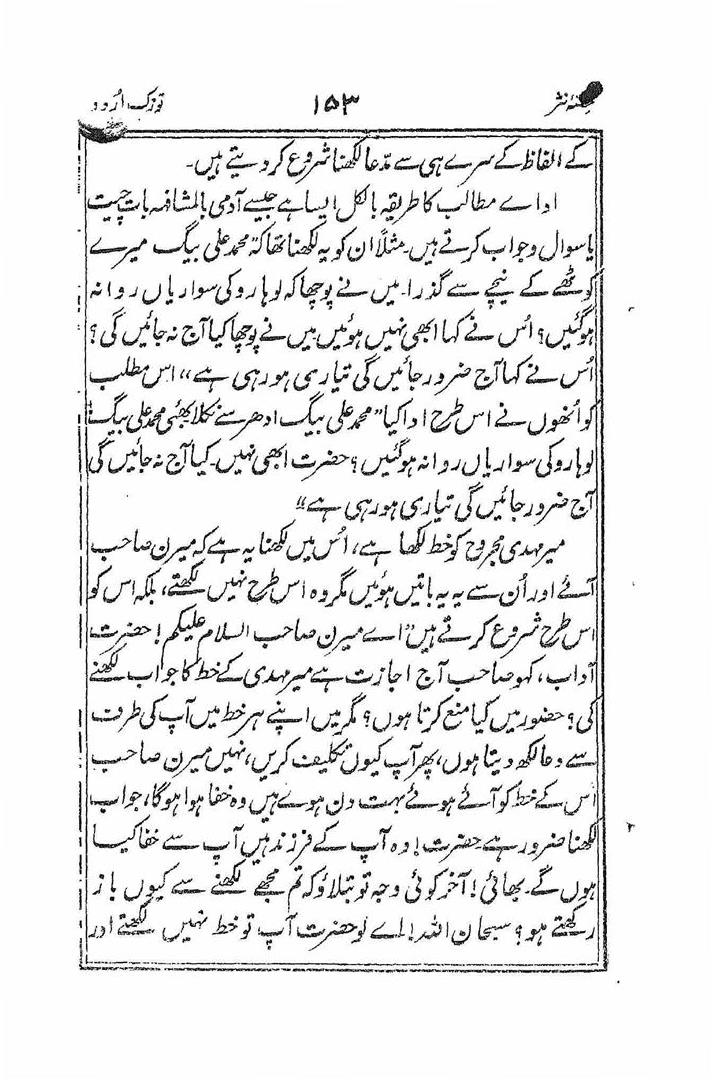 حصّۂ نثر ۱۵۳ توزکِ اُردو
کے الفاظ کے سرے ہی سے مدّعا لکھنا شروع کر دیتے ہیں۔
اداے مطالب کا طریقہ بالکل ایسا ہے جیسے آدمی بالمشافہہ بات چیت
یا سوال و جواب کرتے ہیں۔ مثلاً ان کو یہ لکھنا تھا کہ محمد علی بیگ میرے
کوٹھے کے نیچے سے گذرا۔ میں نے پوچھا کہ لوہارو کی سواریاں روانہ
ہوگئیں؟ اُس نے کہا ابھی نہیں ہوئیں میں نے پوچھا کیا آج نہ جائیں گی؟
اُس نے کہا آج ضرور جائیں گی تیاری ہو رہی ہے،، اس مطلب
کو اُنھوں نے اس طرح ادا کیا "محمد علی بیگ ادھر سے نکلا بھئی محمد علی بیگ
لوہارو کی سواریاں روانہ ہوگئیں؟ حضرت ابھی نہیں۔ کیا آج نہ جائیں گی
آج ضرور جائیں گی تیاری ہو رہی ہے"
میر مہدی مجروح کو خط لکھا ہے، اُس میں لکھنا یہ ہے کہ میرن صاحب
آئے اور اُن سے یہ یہ باتیں ہوئیں مگر وہ اس طرح نہیں لکھتے، بلکہ اس کو
اس طرح شروع کرتے ہیں "اے میرن صاحب السلام علیکم! حضرت
آداب، کہو صاحب آج اجازت ہے میر مہدی کے خط کا جواب لکھنے
کی؟ حضور میں کیا منع کرتا ہوں؟ مگر میں اپنے ہر خط میں آپ کی طرف
سے دعا لکھ دیتا ہوں، پھر آپ کیوں تکلیف کریں، نہیں میرن صاحب
اس کے خط کو آئے ہوئے بہت دن ہوے ہیں وہ خفا ہوا ہوگا، جواب
لکھنا ضرور ہے حضرت! وہ آپ کے فرزند ہیں آپ سے خفا کیا
ہوں گے۔ بھائی! آخر کوئی وجہ تو بتلاؤ کہ تم مجھے لکھنے سے کیوں باز
رکھتے ہو؟ سبحان اللہ! اے لو حضرت آپ تو خط نہیں لکھتے اور